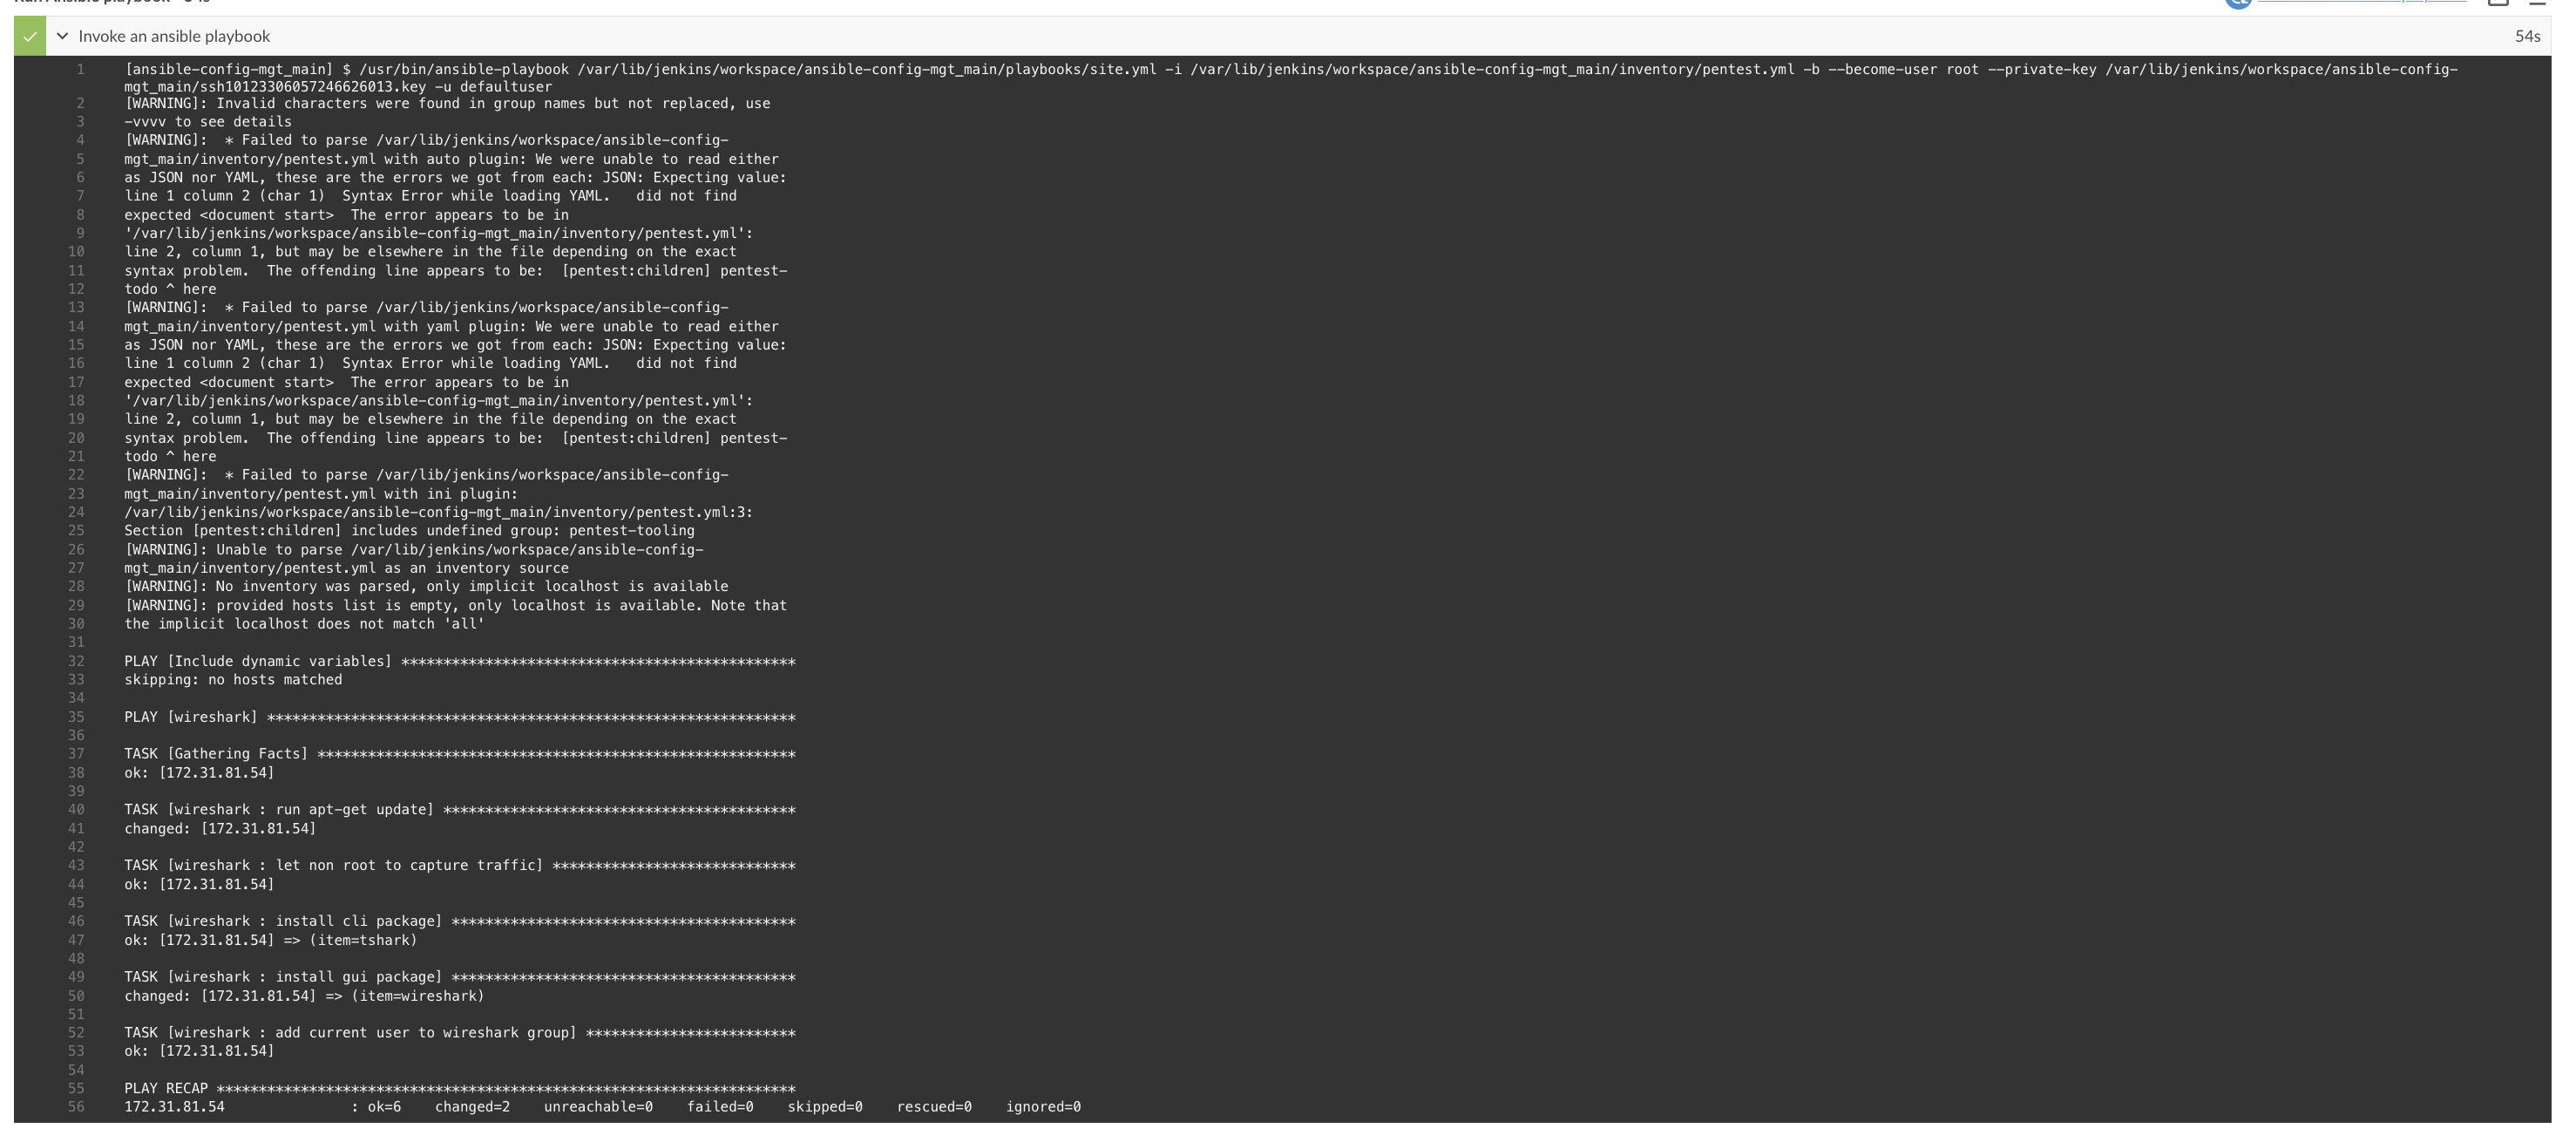 Invoke an ansible playbook
54s
1 [ansible-config-mgt_main] $ /usr/bin/ansible-playbook /var/lib/jenkins/workspace/ansible-config-mgt_main/playbooks/site.yml -i /var/lib/jenkins/workspace/ansible-config-mgt_main/inventory/pentest.yml -b --become-user root --private-key /var/lib/jenkins/workspace/ansible-config-
mgt_main/ssh10123306057246626013.key -u defaultuser
2 [WARNING]: Invalid characters were found in group names but not replaced, use
3 -vvvv to see details
4 [WARNING]:  * Failed to parse /var/lib/jenkins/workspace/ansible-config-
5 mgt_main/inventory/pentest.yml with auto plugin: We were unable to read either
6 as JSON nor YAML, these are the errors we got from each: JSON: Expecting value:
7 line 1 column 2 (char 1)  Syntax Error while loading YAML.   did not find
8 expected <document start>  The error appears to be in
9 '/var/lib/jenkins/workspace/ansible-config-mgt_main/inventory/pentest.yml':
10 line 2, column 1, but may be elsewhere in the file depending on the exact
11 syntax problem.  The offending line appears to be:  [pentest:children] pentest-
12 todo ^ here
13 [WARNING]:  * Failed to parse /var/lib/jenkins/workspace/ansible-config-
14 mgt_main/inventory/pentest.yml with yaml plugin: We were unable to read either
15 as JSON nor YAML, these are the errors we got from each: JSON: Expecting value:
16 line 1 column 2 (char 1)  Syntax Error while loading YAML.   did not find
17 expected <document start>  The error appears to be in
18 '/var/lib/jenkins/workspace/ansible-config-mgt_main/inventory/pentest.yml':
19 line 2, column 1, but may be elsewhere in the file depending on the exact
20 syntax problem.  The offending line appears to be:  [pentest:children] pentest-
21 todo ^ here
22 [WARNING]:  * Failed to parse /var/lib/jenkins/workspace/ansible-config-
23 mgt_main/inventory/pentest.yml with ini plugin:
24 /var/lib/jenkins/workspace/ansible-config-mgt_main/inventory/pentest.yml:3:
25 Section [pentest:children] includes undefined group: pentest-tooling
26 [WARNING]: Unable to parse /var/lib/jenkins/workspace/ansible-config-
27 mgt_main/inventory/pentest.yml as an inventory source
28 [WARNING]: No inventory was parsed, only implicit localhost is available
29 [WARNING]: provided hosts list is empty, only localhost is available. Note that
30 the implicit localhost does not match 'all'
31
32 PLAY [Include dynamic variables] ***********************************************
33 skipping: no hosts matched
34
35 PLAY [wireshark] ***************************************************************
36
37 TASK [Gathering Facts] *********************************************************
38 ok: [172.31.81.54]
39
40 TASK [wireshark : run apt-get update] ******************************************
41 changed: [172.31.81.54]
42
43 TASK [wireshark : let non root to capture traffic] *****************************
44 ok: [172.31.81.54]
45
46 TASK [wireshark : install cli package] *****************************************
47 ok: [172.31.81.54] => (item=tshark)
48
49 TASK [wireshark : install gui package] *****************************************
50 changed: [172.31.81.54] => (item=wireshark)
51
52 TASK [wireshark : add current user to wireshark group] *************************
53 ok: [172.31.81.54]
54
55 PLAY RECAP *********************************************************************
56 172.31.81.54               : ok=6    changed=2    unreachable=0    failed=0    skipped=0    rescued=0    ignored=0